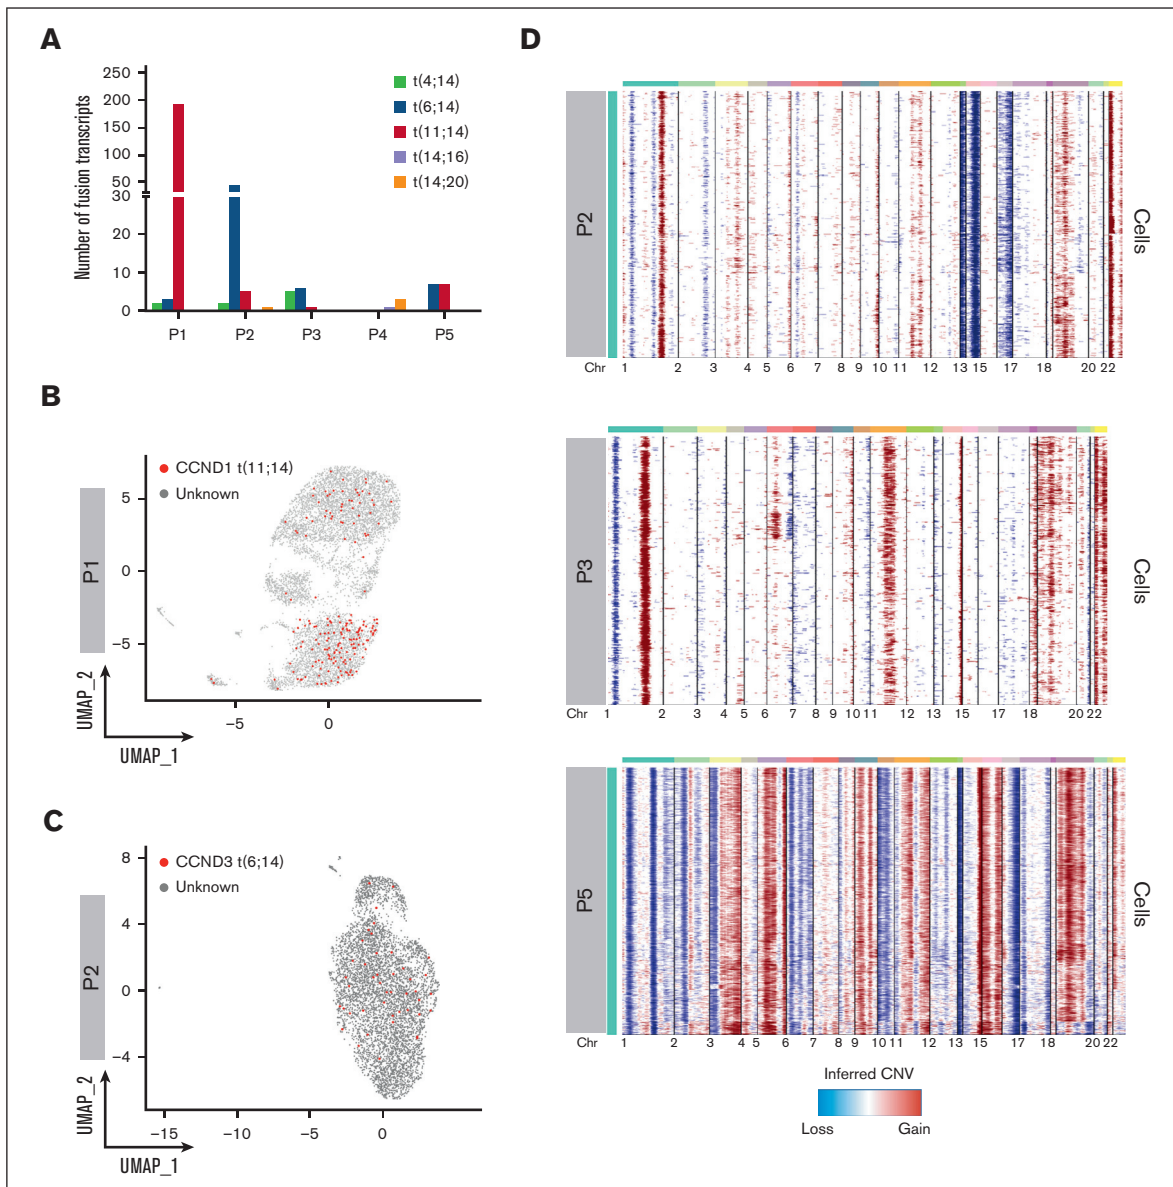 A
Number of fusion transcripts
250
200
150
100
50
30
20
10
0
P1 P2 P3 P4 P5
t(4;14)
t(6;14)
t(11;14)
t(14;16)
t(14;20)
B
P1
CCND1 t(11;14)
Unknown
5
0
−5
−5 0
UMAP_2
UMAP_1
C
P2
CCND3 t(6;14)
Unknown
8
4
0
−4
−15 −10 −5 0
UMAP_2
UMAP_1
D
P2
Cells
Chr 1 2 3 4 5 6 7 8 9 10 11 12 13 15 17 18 20 22
P3
Cells
Chr 1 2 3 4 5 6 7 8 9 10 11 12 13 15 17 18 20 22
P5
Cells
Chr 1 2 3 4 5 6 7 8 9 10 11 12 13 15 17 18 20 22
Inferred CNV
Loss Gain